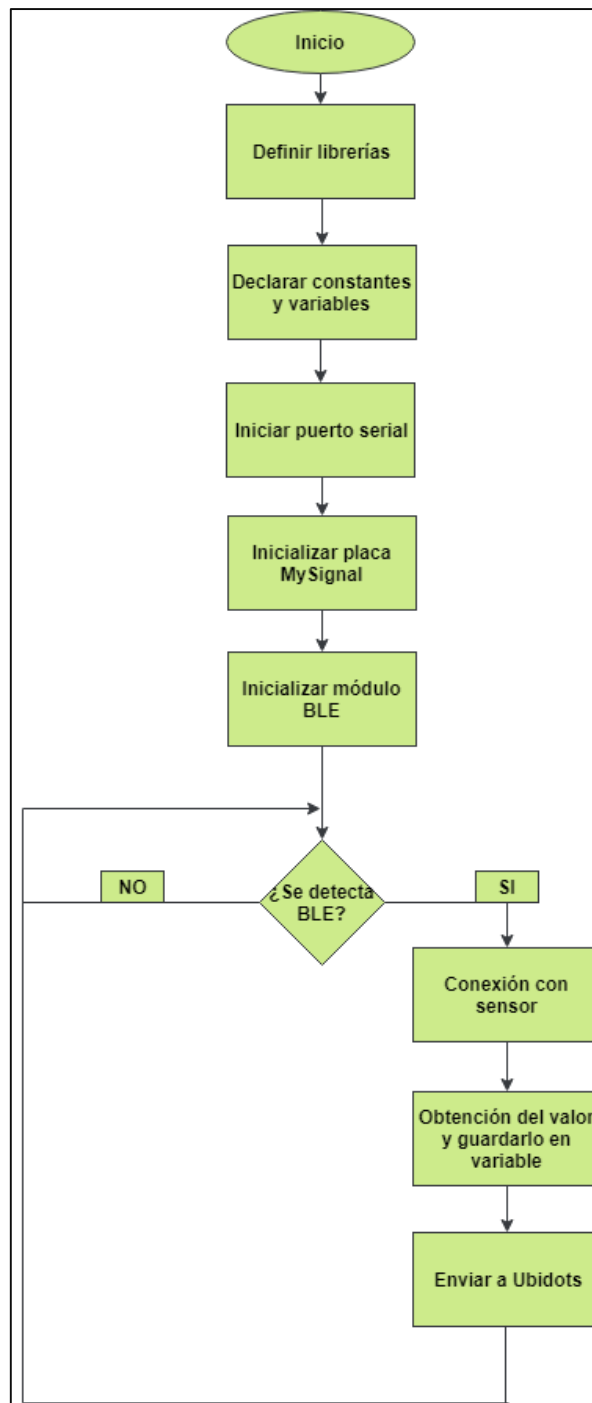 Inicio
Definir librerías
Declarar constantes
y variables
Iniciar puerto serial
Inicializar placa
MySignal
Inicializar módulo
BLE
¿Se detecta
BLE?
NO
SI
Conexión con
sensor
Obtención del valor
y guardarlo en
variable
Enviar a Ubidots